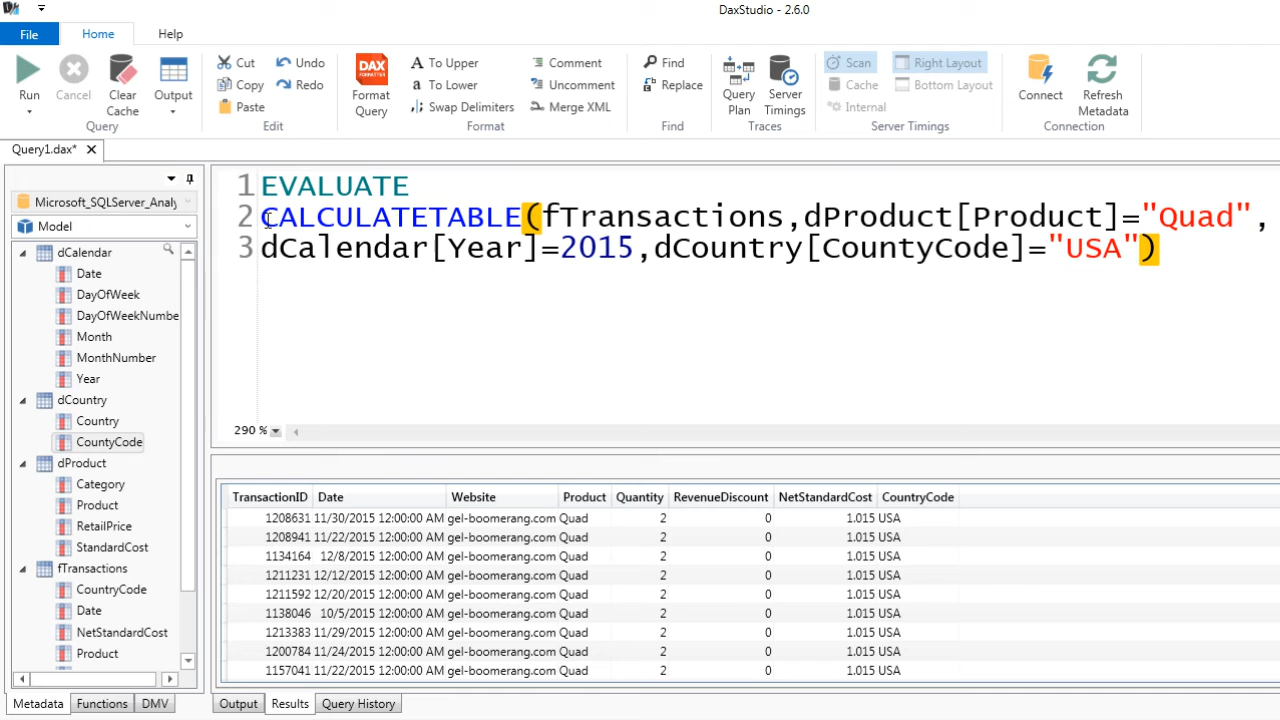 DaxStudio - 2.6.0
File Home Help
Run Cancel Clear Cache Output
Query
Cut Undo
Copy Redo
Paste
Edit
Format Query
To Upper Comment
To Lower Uncomment
Swap Delimiters Merge XML
Format
Find
Replace
Find
Query Plan Server Timings
Traces
Scan Right Layout
Cache Bottom Layout
Internal
Server Timings
Connect Refresh Metadata
Connection
Query1.dax*
Microsoft_SQLServer_Analy
Model
dCalendar
Date
DayOfWeek
DayOfWeekNumbe
Month
MonthNumber
Year
dCountry
Country
CountyCode
dProduct
Category
Product
RetailPrice
StandardCost
fTransactions
CountryCode
Date
NetStandardCost
Product
Metadata Functions DMV
1 EVALUATE
2 CALCULATETABLE(fTransactions,dProduct[Product]="Quad",
3 dCalendar[Year]=2015,dCountry[CountyCode]="USA")
290 %
TransactionID Date Website Product Quantity RevenueDiscount NetStandardCost CountryCode
1208631 11/30/2015 12:00:00 AM gel-boomerang.com Quad 2 0 1.015 USA
1208941 11/22/2015 12:00:00 AM gel-boomerang.com Quad 2 0 1.015 USA
1134164 12/8/2015 12:00:00 AM gel-boomerang.com Quad 2 0 1.015 USA
1211231 12/12/2015 12:00:00 AM gel-boomerang.com Quad 2 0 1.015 USA
1211592 12/20/2015 12:00:00 AM gel-boomerang.com Quad 2 0 1.015 USA
1138046 10/5/2015 12:00:00 AM gel-boomerang.com Quad 2 0 1.015 USA
1213383 11/29/2015 12:00:00 AM gel-boomerang.com Quad 2 0 1.015 USA
1200784 11/24/2015 12:00:00 AM gel-boomerang.com Quad 2 0 1.015 USA
1157041 11/22/2015 12:00:00 AM gel-boomerang.com Quad 2 0 1.015 USA
Output Results Query History